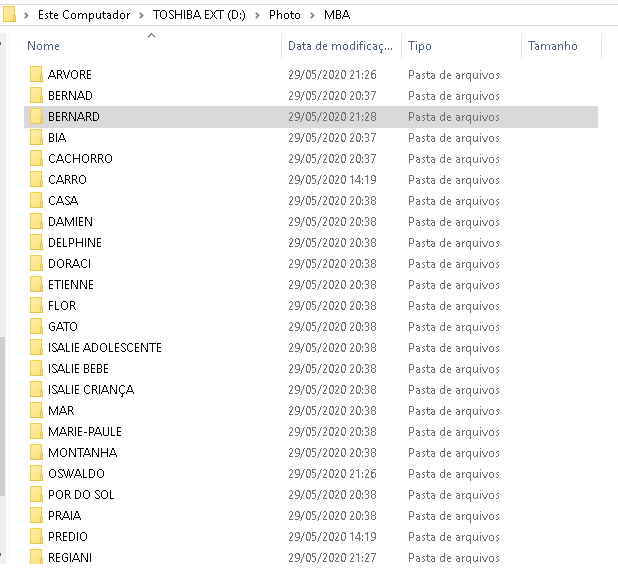 Este Computador > TOSHIBA EXT (D:) > Photo > MBA
Nome Data de modificaç... Tipo Tamanho
ARVORE 29/05/2020 21:26 Pasta de arquivos
BERNAD 29/05/2020 20:37 Pasta de arquivos
BERNARD 29/05/2020 21:28 Pasta de arquivos
BIA 29/05/2020 20:37 Pasta de arquivos
CACHORRO 29/05/2020 20:37 Pasta de arquivos
CARRO 29/05/2020 14:19 Pasta de arquivos
CASA 29/05/2020 20:38 Pasta de arquivos
DAMIEN 29/05/2020 20:38 Pasta de arquivos
DELPHINE 29/05/2020 20:38 Pasta de arquivos
DORACI 29/05/2020 20:38 Pasta de arquivos
ETIENNE 29/05/2020 20:38 Pasta de arquivos
FLOR 29/05/2020 20:38 Pasta de arquivos
GATO 29/05/2020 20:38 Pasta de arquivos
ISALIE ADOLESCENTE 29/05/2020 20:38 Pasta de arquivos
ISALIE BEBE 29/05/2020 20:38 Pasta de arquivos
ISALIE CRIANÇA 29/05/2020 20:38 Pasta de arquivos
MAR 29/05/2020 20:38 Pasta de arquivos
MARIE-PAULE 29/05/2020 20:38 Pasta de arquivos
MONTANHA 29/05/2020 20:38 Pasta de arquivos
OSWALDO 29/05/2020 21:26 Pasta de arquivos
POR DO SOL 29/05/2020 20:38 Pasta de arquivos
PRAIA 29/05/2020 20:38 Pasta de arquivos
PREDIO 29/05/2020 14:19 Pasta de arquivos
REGIANI 29/05/2020 21:27 Pasta de arquivos